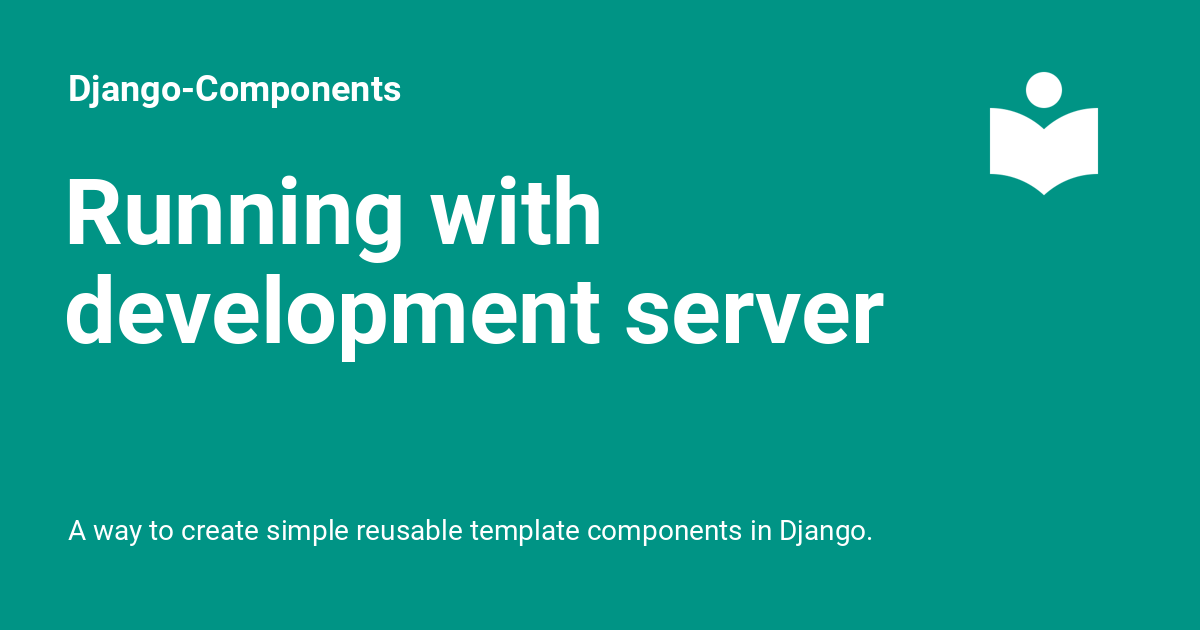 Django-Components
Running with
development server
A way to create simple reusable template components in Django.